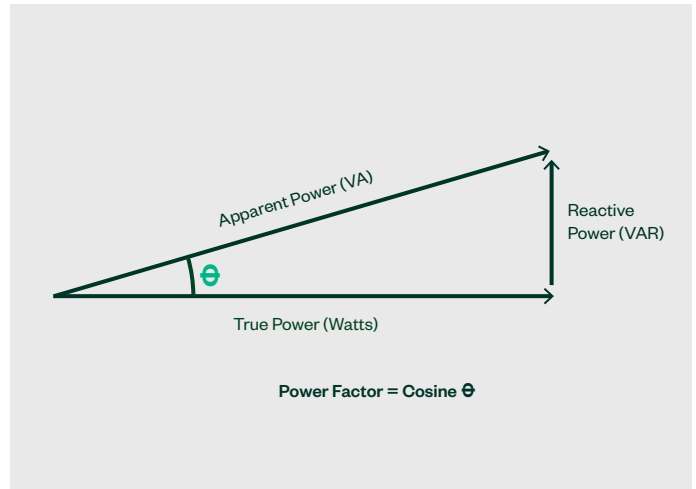 Apparent Power (VA)
Reactive
Power (VAR)
Θ
True Power (Watts)
Power Factor = Cosine Θ